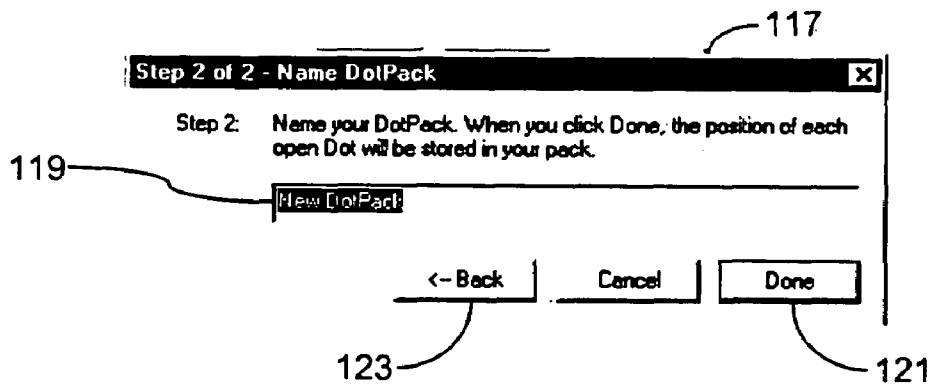 117
Step 2 of 2 - Name DotPack
Step 2: Name your DotPack. When you click Done, the position of each
open Dot will be stored in your pack.
119
New DotPack
<-- Back Cancel Done
123 121